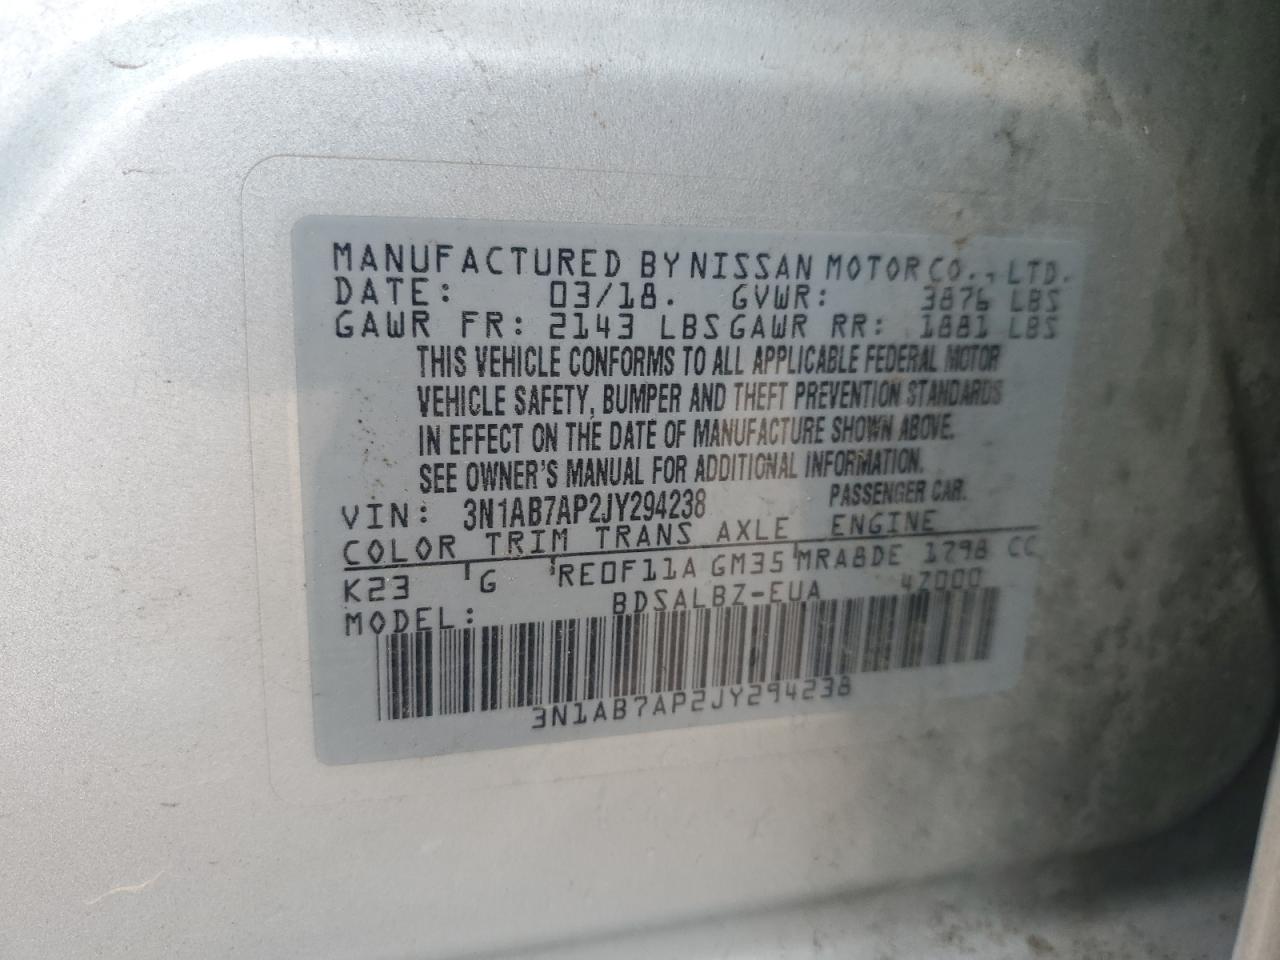 MANUFACTURED BY NISSAN MOTOR CO., LTD.
DATE: 03/18. GVWR: 3876 LBS
GAWR FR: 2143 LBS GAWR RR: 1881 LBS
THIS VEHICLE CONFORMS TO ALL APPLICABLE FEDERAL MOTOR
VEHICLE SAFETY, BUMPER AND THEFT PREVENTION STANDARDS
IN EFFECT ON THE DATE OF MANUFACTURE SHOWN ABOVE.
SEE OWNER'S MANUAL FOR ADDITIONAL INFORMATION.
VIN: 3N1AB7AP2JY294238 PASSENGER CAR.
COLOR TRIM TRANS AXLE ENGINE
K23 G RE0F11A GM35 MRA8DE 1798 CC
MODEL: BDSALBZ-EUA 4Z000
3N1AB7AP2JY294238